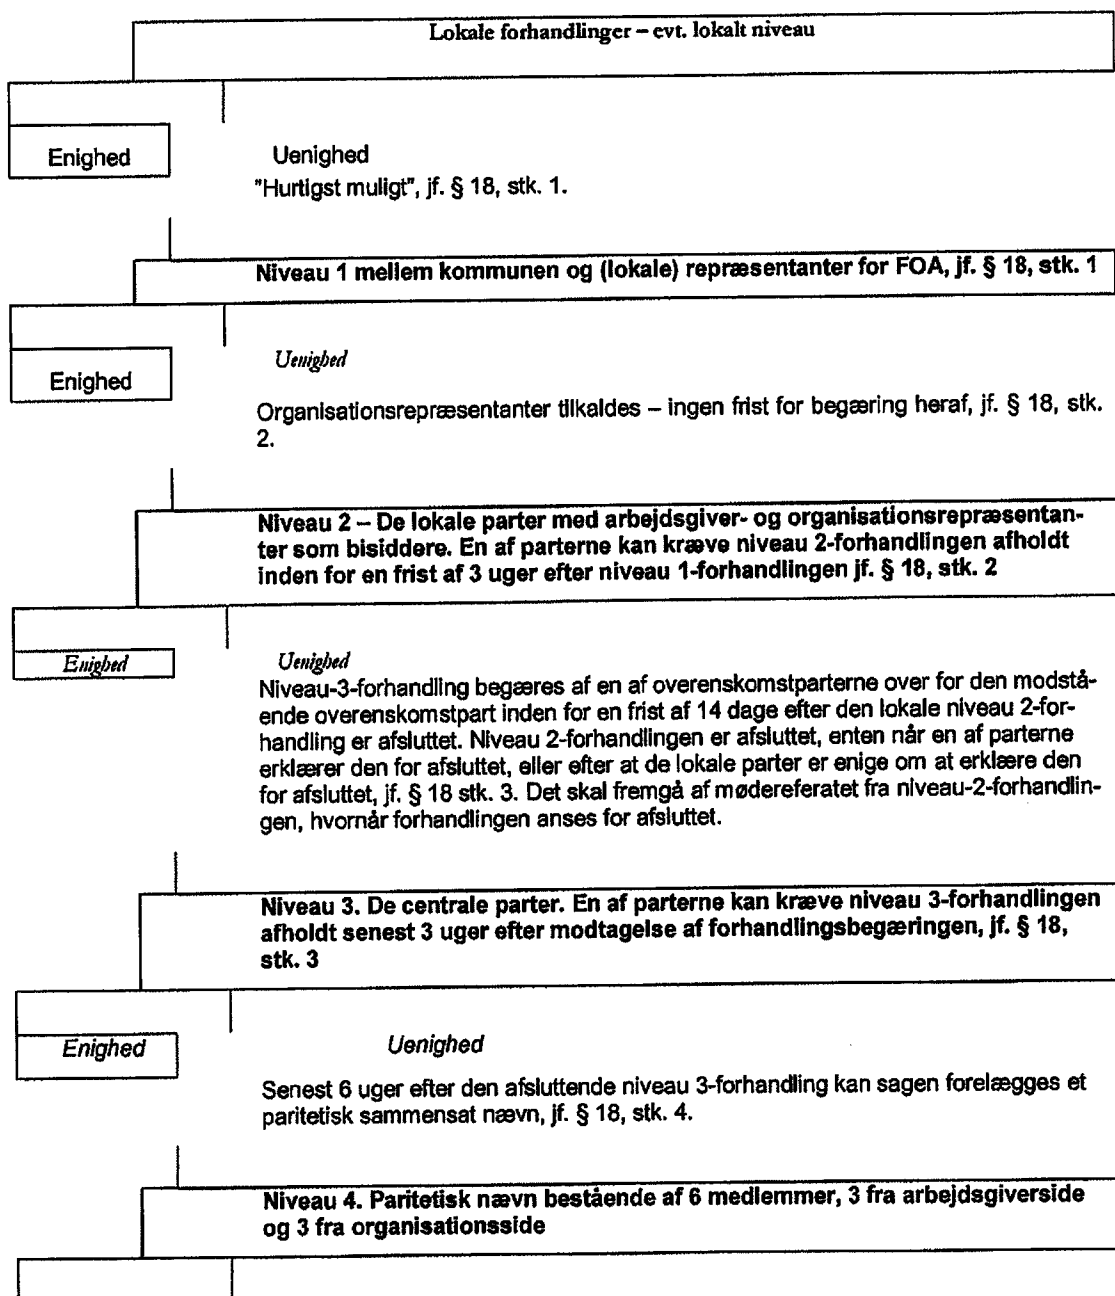 Lokale forhandlinger – evt. lokalt niveau
Enighed
Uenighed
"Hurtigst muligt", jf. § 18, stk. 1.
Niveau 1 mellem kommunen og (lokale) repræsentanter for FOA, jf. § 18, stk. 1
Enighed
Uenighed
Organisationsrepræsentanter tilkaldes – ingen frist for begæring heraf, jf. § 18, stk.
2.
Niveau 2 – De lokale parter med arbejdsgiver- og organisationsrepræsentan-
ter som bisiddere. En af parterne kan kræve niveau 2-forhandlingen afholdt
inden for en frist af 3 uger efter niveau 1-forhandlingen jf. § 18, stk. 2
Enighed
Uenighed
Niveau-3-forhandling begæres af en af overenskomstparterne over for den modstå-
ende overenskomstpart inden for en frist af 14 dage efter den lokale niveau 2-for-
handling er afsluttet. Niveau 2-forhandlingen er afsluttet, enten når en af parterne
erklærer den for afsluttet, eller efter at de lokale parter er enige om at erklære den
for afsluttet, jf. § 18 stk. 3. Det skal fremgå af mødereferatet fra niveau-2-forhandlin-
gen, hvornår forhandlingen anses for afsluttet.
Niveau 3. De centrale parter. En af parterne kan kræve niveau 3-forhandlingen
afholdt senest 3 uger efter modtagelse af forhandlingsbegæringen, jf. § 18,
stk. 3
Enighed
Uenighed
Senest 6 uger efter den afsluttende niveau 3-forhandling kan sagen forelægges et
paritetisk sammensat nævn, jf. § 18, stk. 4.
Niveau 4. Paritetisk nævn bestående af 6 medlemmer, 3 fra arbejdsgiverside
og 3 fra organisationsside